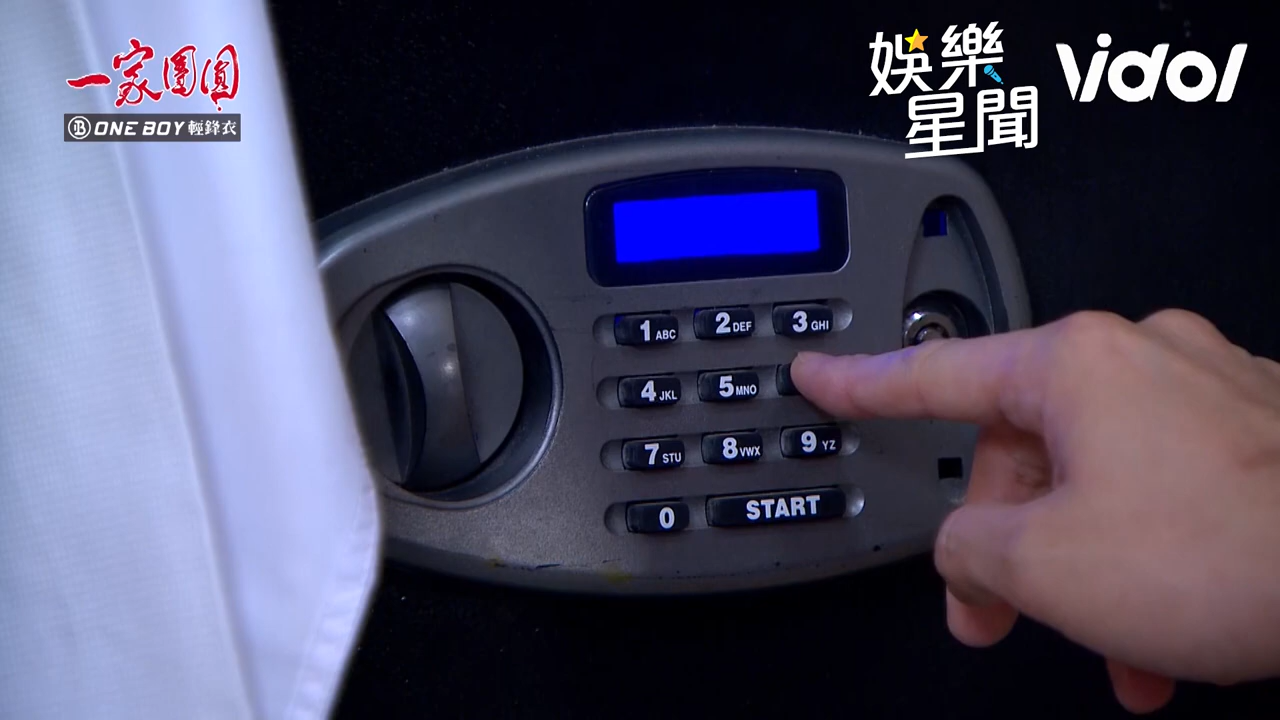 一家團圓
ONE BOY 輕鋒衣
娛樂
星聞
Vidol
1 ABC
2 DEF
3 GHI
4 JKL
5 MNO
7 STU
8 VWX
9 YZ
0
START